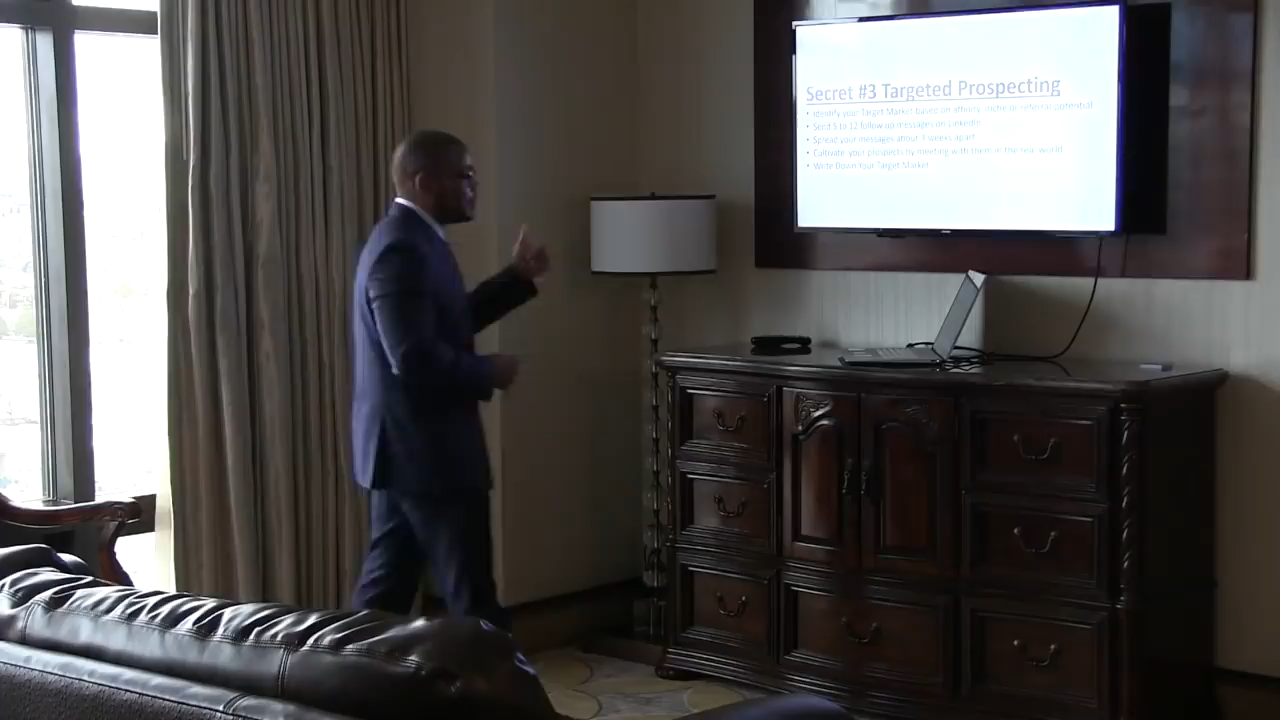 Secret #3 Targeted Prospecting
• Identify your Target Market based on affinity, niche or referral potential
• Send 5 to 12 follow up messages on LinkedIn
• Spread your messages about 3 weeks apart
• Cultivate your prospects by meeting with them in the real world
• Write Down Your Target Market